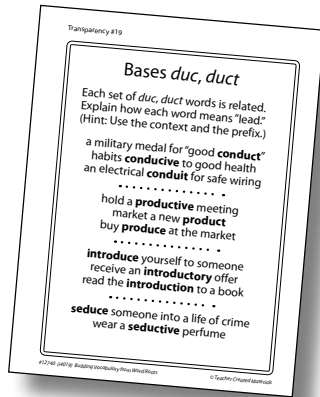 Transparency #19
Bases duc, duct
Each set of duc, duct words is related.
Explain how each word means "lead."
(Hint: Use the context and the prefix.)
a military medal for "good conduct"
habits conducive to good health
an electrical conduit for safe wiring
hold a productive meeting
market a new product
buy produce at the market
introduce yourself to someone
receive an introductory offer
read the introduction to a book
seduce someone into a life of crime
wear a seductive perfume
#12740 (i4016) Building Vocabulary from Word Roots
© Teacher Created Materials